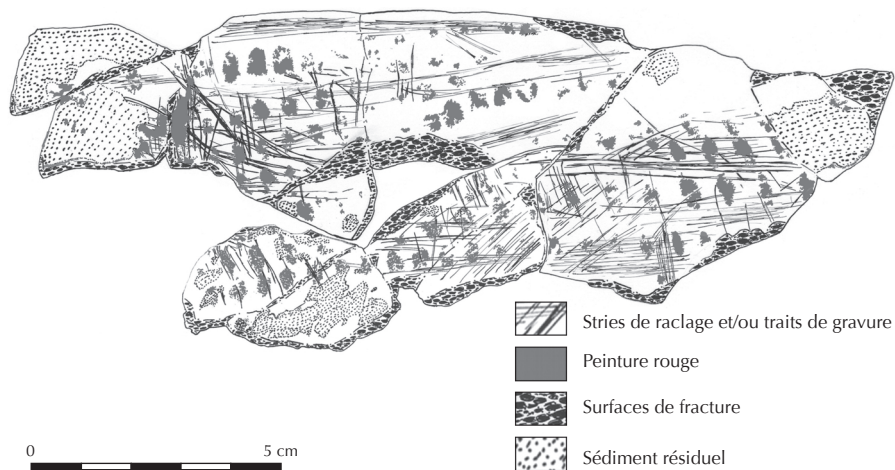 Stries de raclage et/ou traits de gravure
Peinture rouge
Surfaces de fracture
Sédiment résiduel
0 5 cm